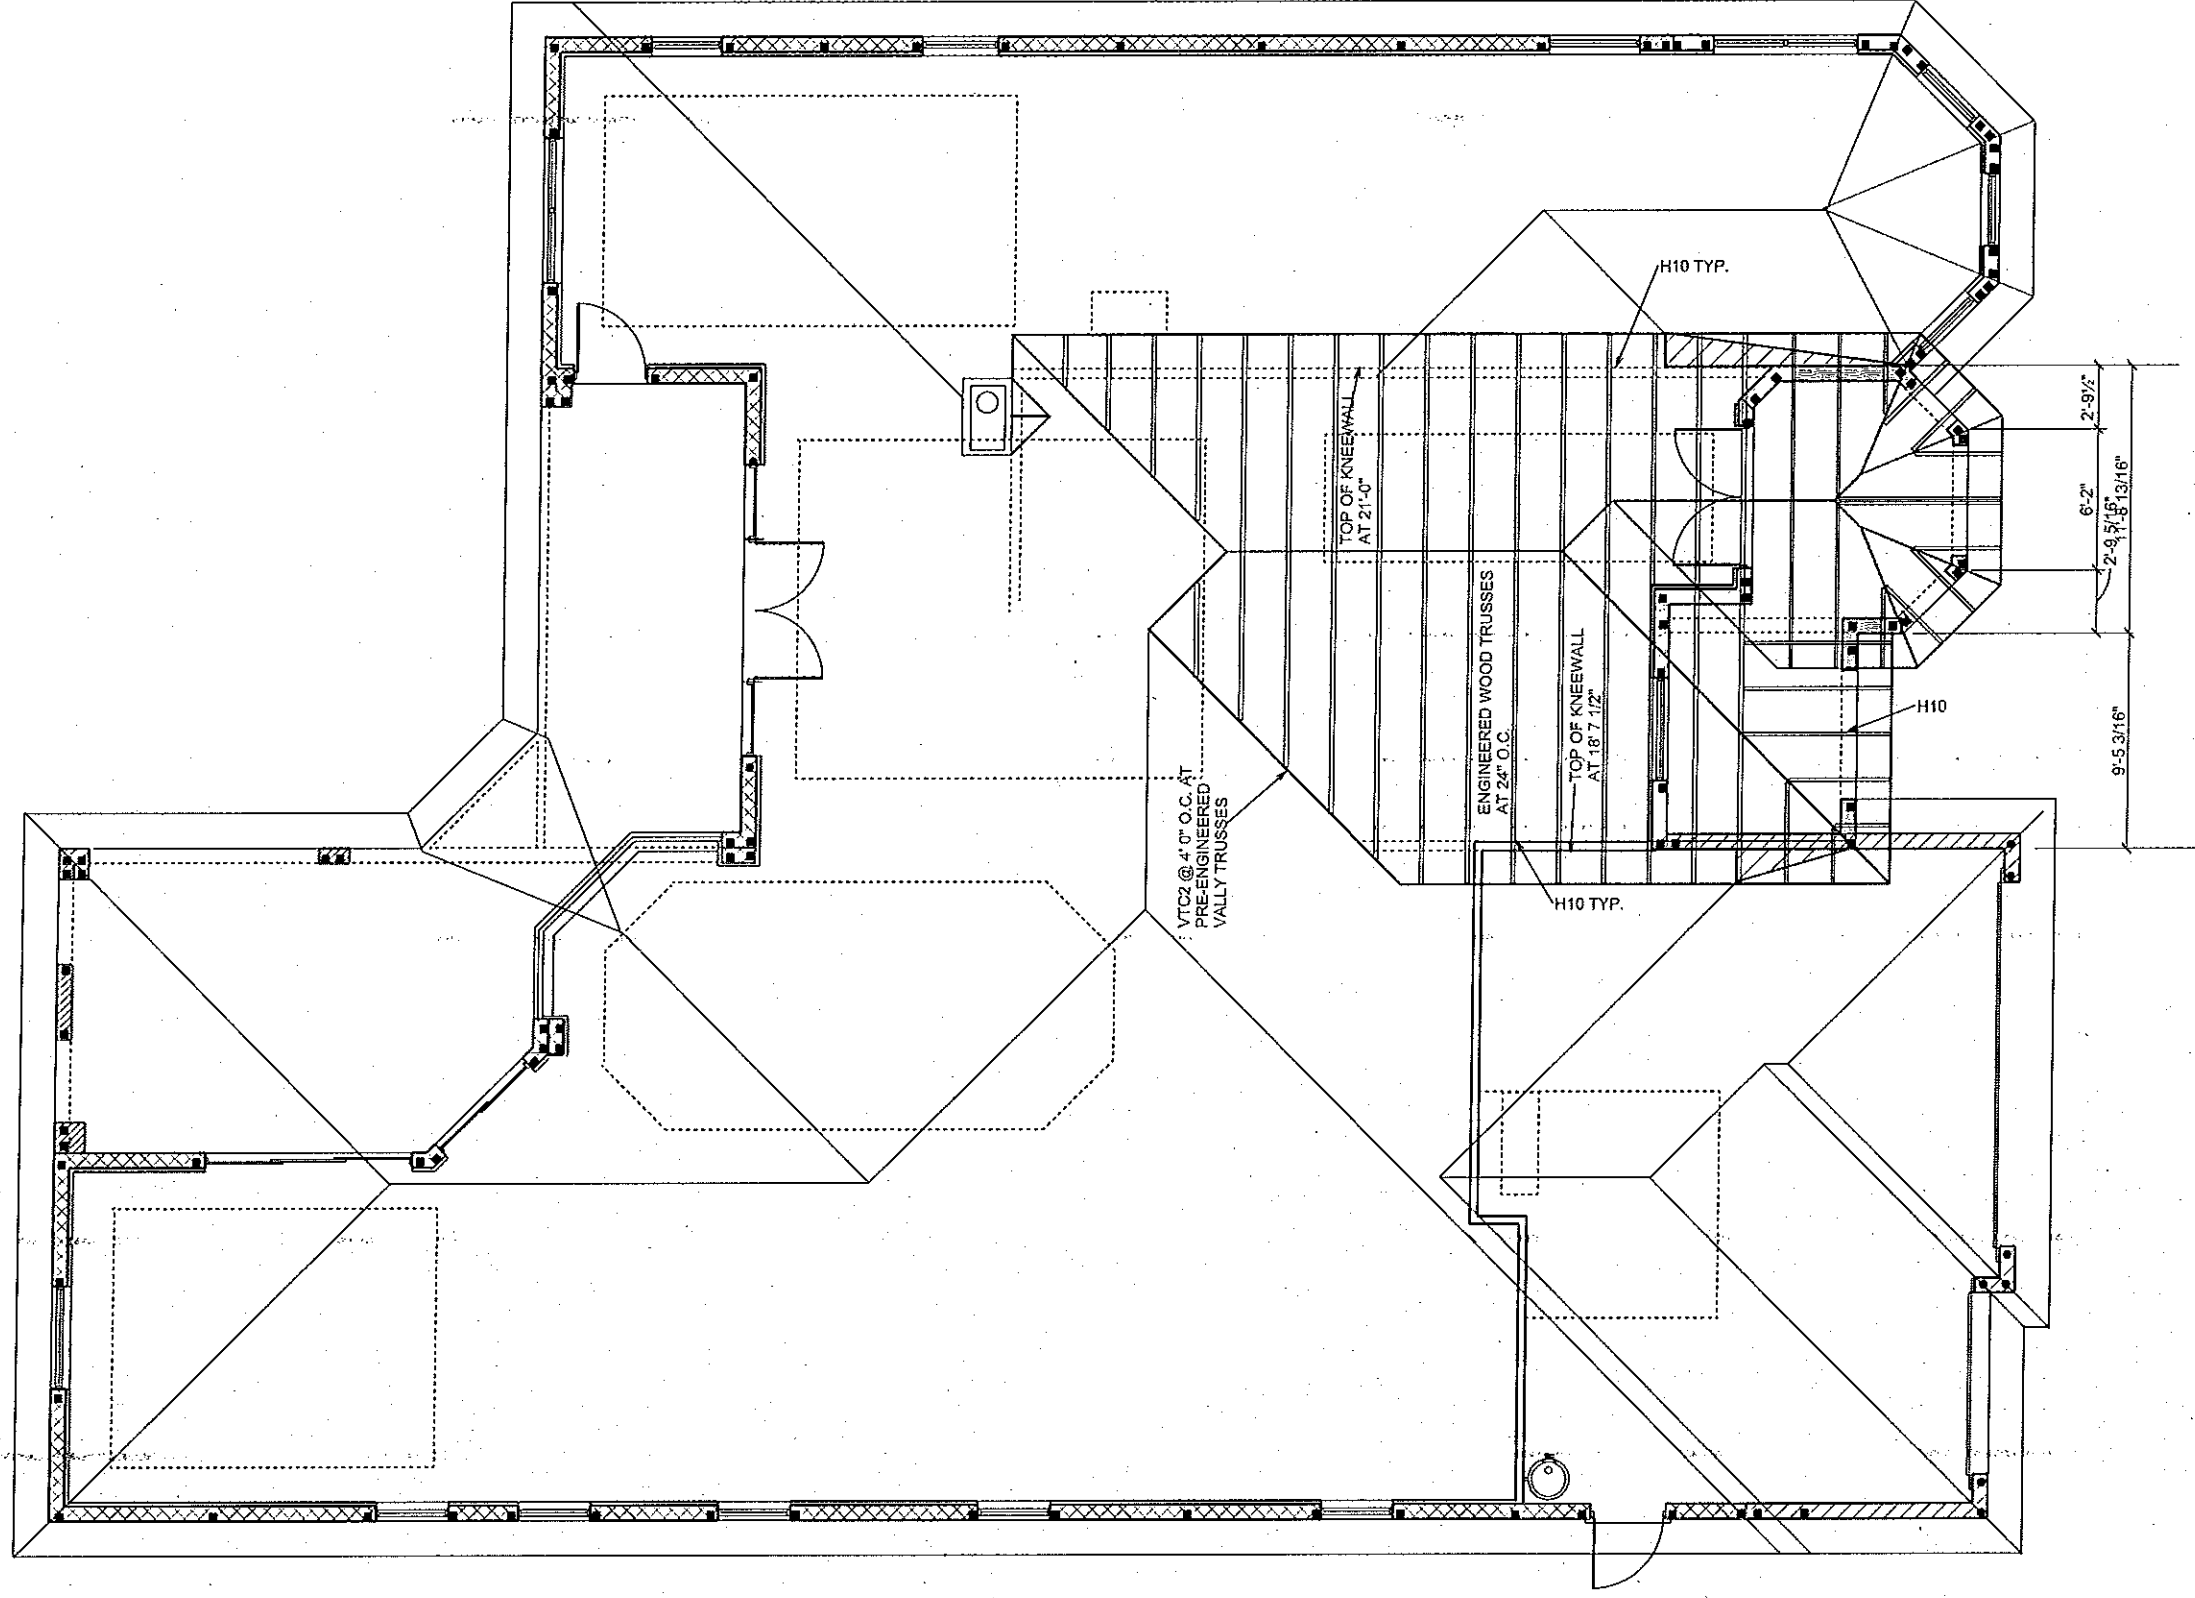 H10 TYP.
TOP OF KNEEWALL
AT 21'-0"
ENGINEERED WOOD TRUSSES
AT 24" O.C.
TOP OF KNEEWALL
AT 18' 7 1/2"
VTC2 @ 4' 0" O.C. AT
PRE-ENGINEERED
VALLY TRUSSES
H10 TYP.
H10
2'-9½"
6'-2"
2'-9 5/16"
11'-8 13/16"
9'-5 3/16"